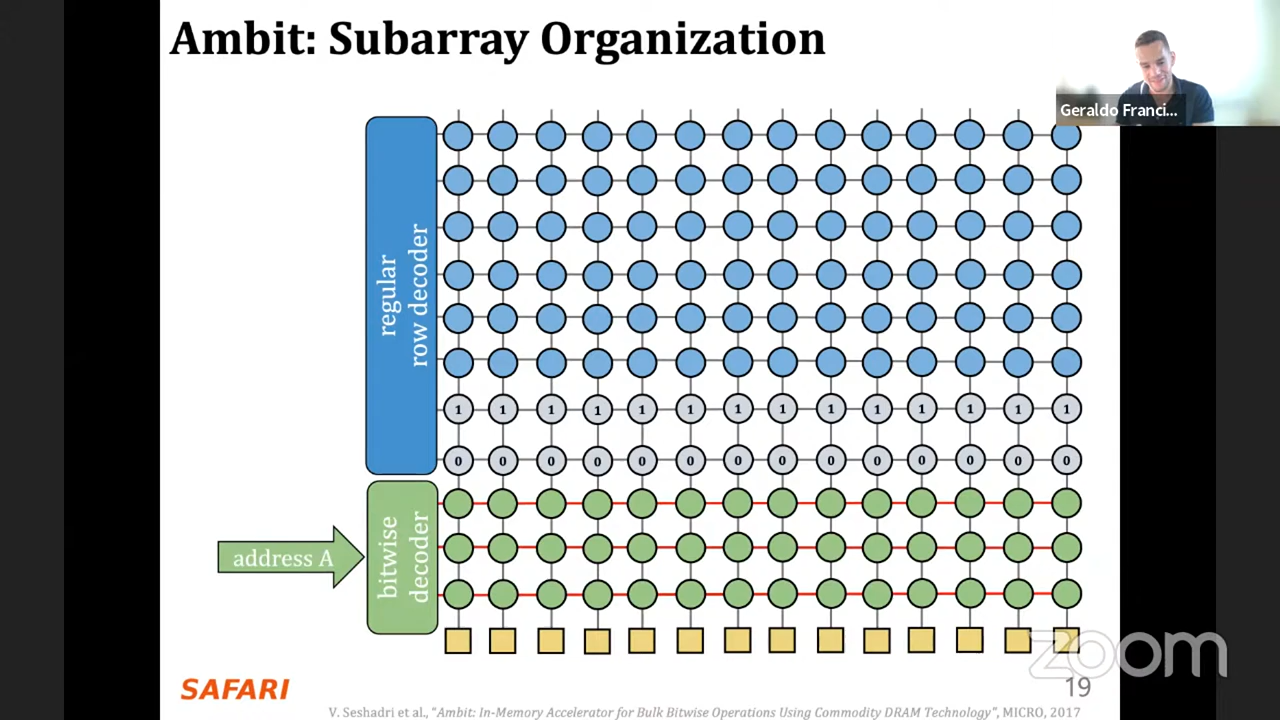 Ambit: Subarray Organization
Geraldo Franci...
regular
row decoder
1 1 1 1 1 1 1 1 1 1 1 1 1 1
0 0 0 0 0 0 0 0 0 0 0 0 0 0
address A
bitwise
decoder
zoom
SAFARI
19
V. Seshadri et al., "Ambit: In-Memory Accelerator for Bulk Bitwise Operations Using Commodity DRAM Technology", MICRO, 2017